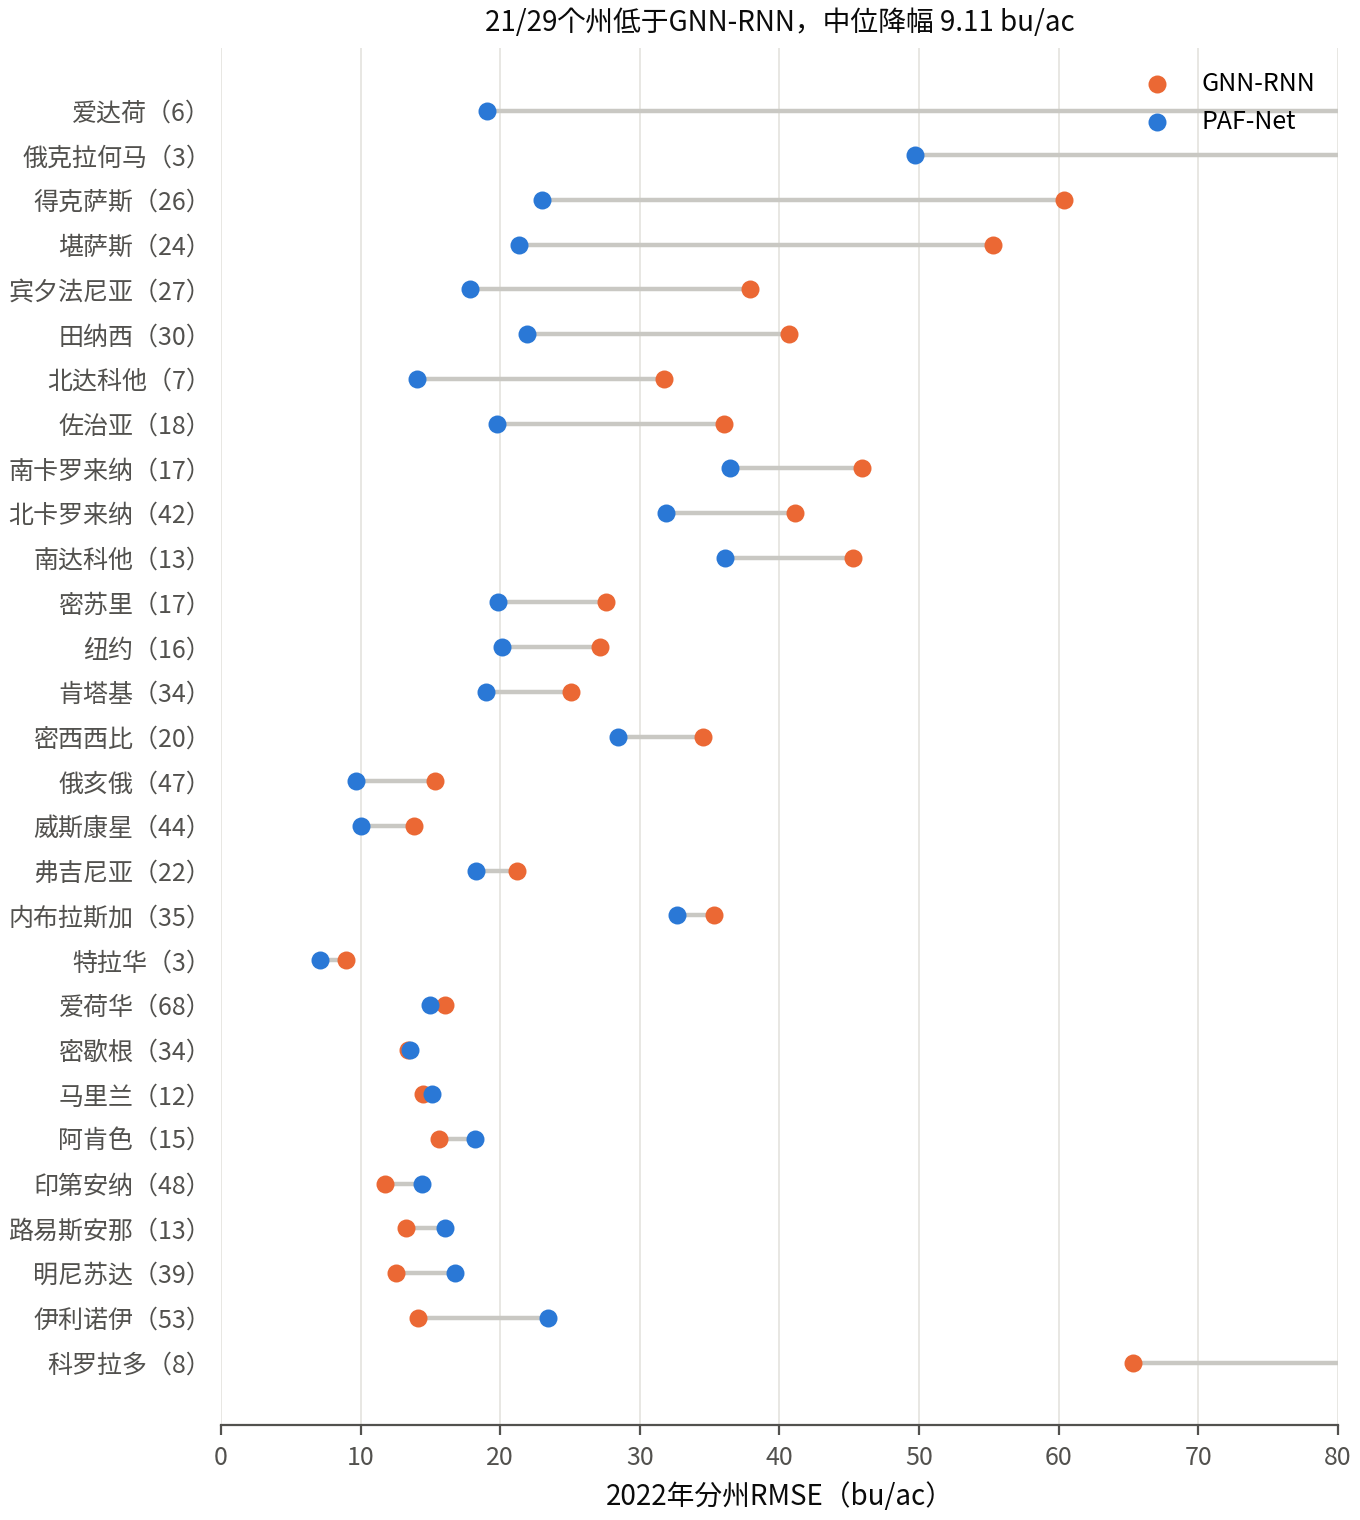 21/29个州低于GNN-RNN，中位降幅 9.11 bu/ac
GNN-RNN
PAF-Net
爱达荷（6）
俄克拉何马（3）
得克萨斯（26）
堪萨斯（24）
宾夕法尼亚（27）
田纳西（30）
北达科他（7）
佐治亚（18）
南卡罗来纳（17）
北卡罗来纳（42）
南达科他（13）
密苏里（17）
纽约（16）
肯塔基（34）
密西西比（20）
俄亥俄（47）
威斯康星（44）
弗吉尼亚（22）
内布拉斯加（35）
特拉华（3）
爱荷华（68）
密歇根（34）
马里兰（12）
阿肯色（15）
印第安纳（48）
路易斯安那（13）
明尼苏达（39）
伊利诺伊（53）
科罗拉多（8）
0 10 20 30 40 50 60 70 80
2022年分州RMSE（bu/ac）